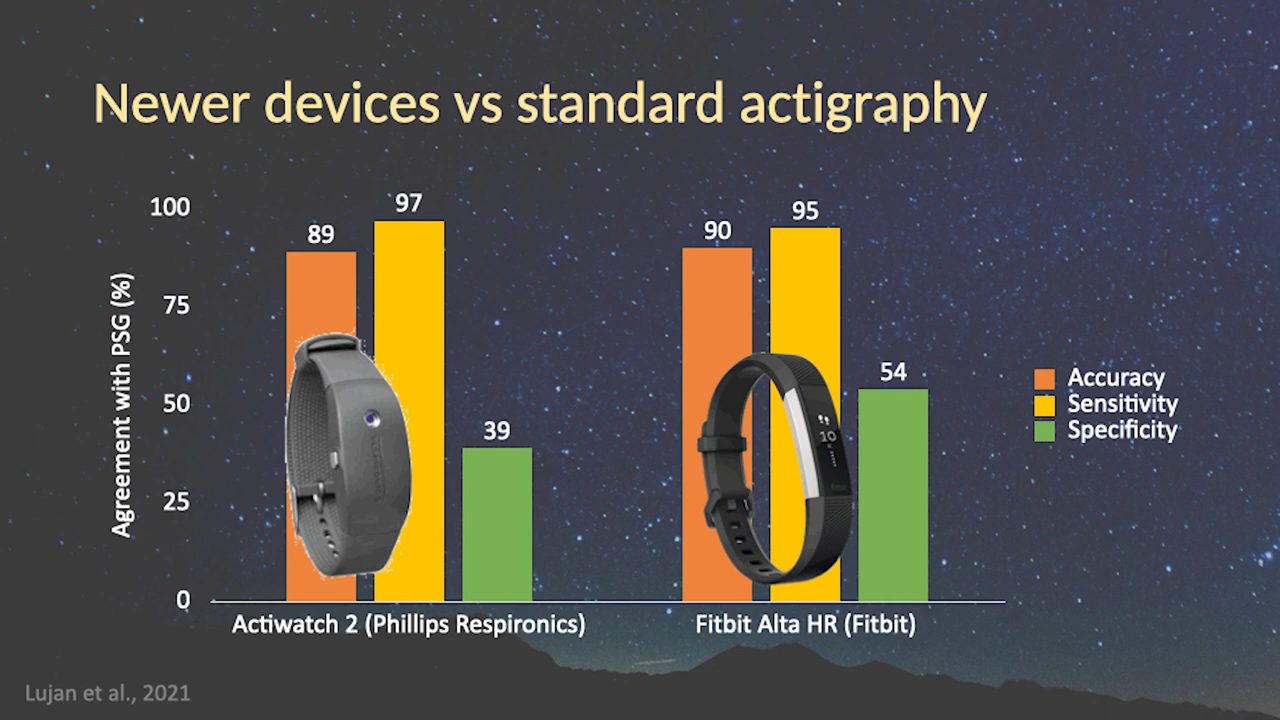 Newer devices vs standard actigraphy
Agreement with PSG (%)
100
75
50
25
0
89
97
39
90
95
54
10
Actiwatch 2 (Phillips Respironics)
Fitbit Alta HR (Fitbit)
Accuracy
Sensitivity
Specificity
Lujan et al., 2021